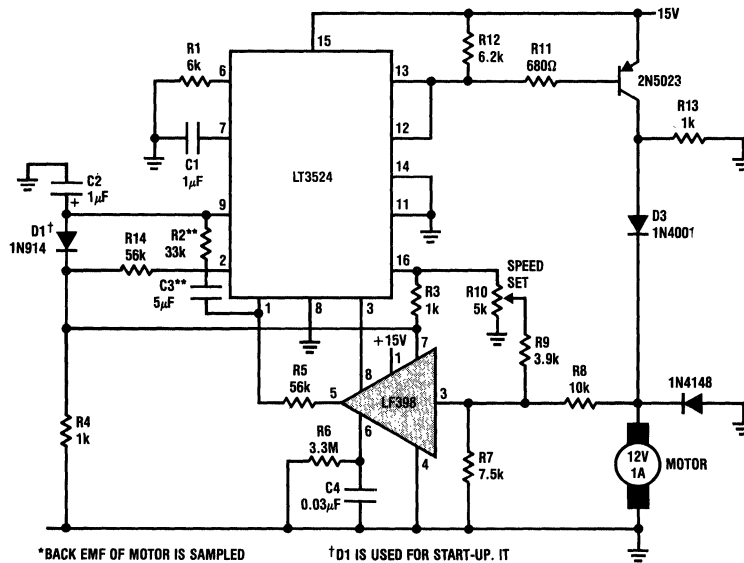 15V
R12
6.2k
R11
680Ω
2N5023
R13
1k
R1
6k
15
6
13
7
12
C1
1µF
LT3524
14
C2
1µF
+
9
11
D1†
1N914
R2**
33k
D3
1N4001
R14
56k
2
16
SPEED
SET
C3**
5µF
R3
1k
R10
5k
1
8
3
+15V
7
R9
3.9k
1
8
R5
56k
5
LF398
3
R8
10k
1N4148
R4
1k
R6
3.3M
6
4
R7
7.5k
12V
1A
MOTOR
C4
0.03µF
*BACK EMF OF MOTOR IS SAMPLED
†D1 IS USED FOR START-UP. IT